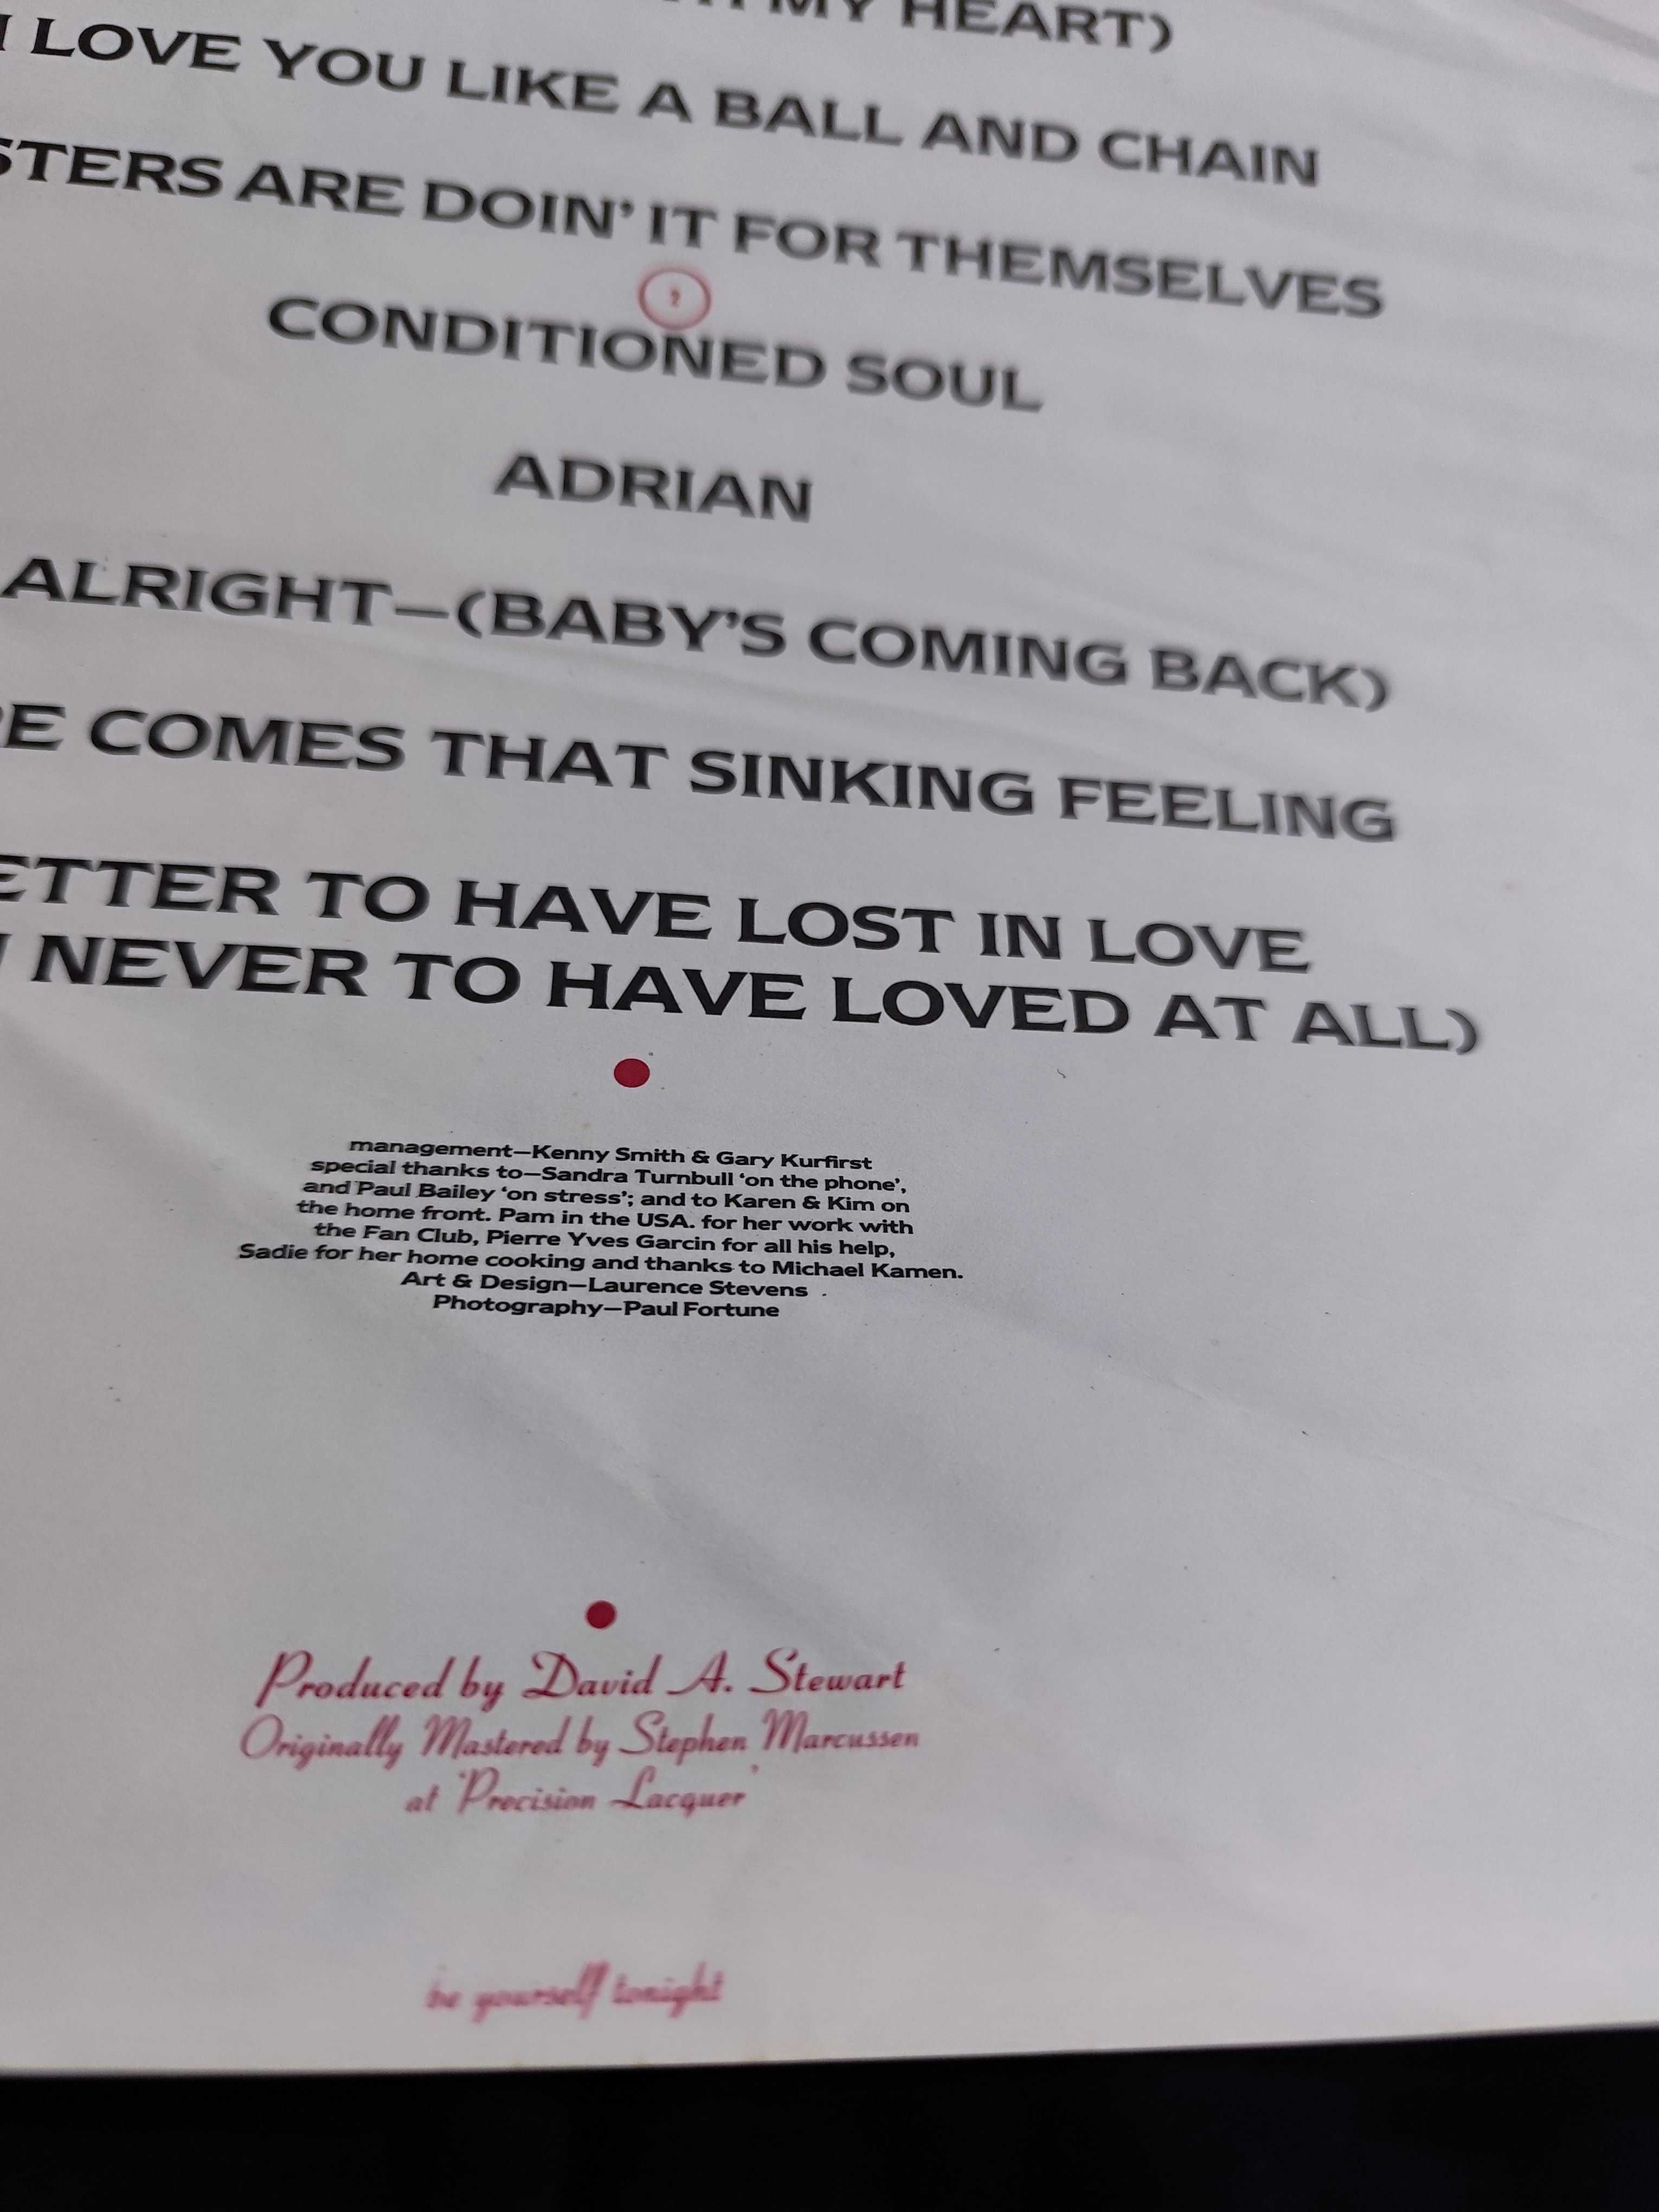 MY HEART)
I LOVE YOU LIKE A BALL AND CHAIN
STERS ARE DOIN' IT FOR THEMSELVES
CONDITIONED SOUL
ADRIAN
ALRIGHT—(BABY'S COMING BACK)
RE COMES THAT SINKING FEELING
ETTER TO HAVE LOST IN LOVE
N NEVER TO HAVE LOVED AT ALL)
management—Kenny Smith & Gary Kurfirst
special thanks to—Sandra Turnbull 'on the phone',
and Paul Bailey 'on stress'; and to Karen & Kim on
the home front. Pam in the USA. for her work with
the Fan Club, Pierre Yves Garcin for all his help,
Sadie for her home cooking and thanks to Michael Kamen.
Art & Design—Laurence Stevens
Photography—Paul Fortune
Produced by David A. Stewart
Originally Mastered by Stephen Marcussen
at 'Precision Lacquer'
be yourself tonight